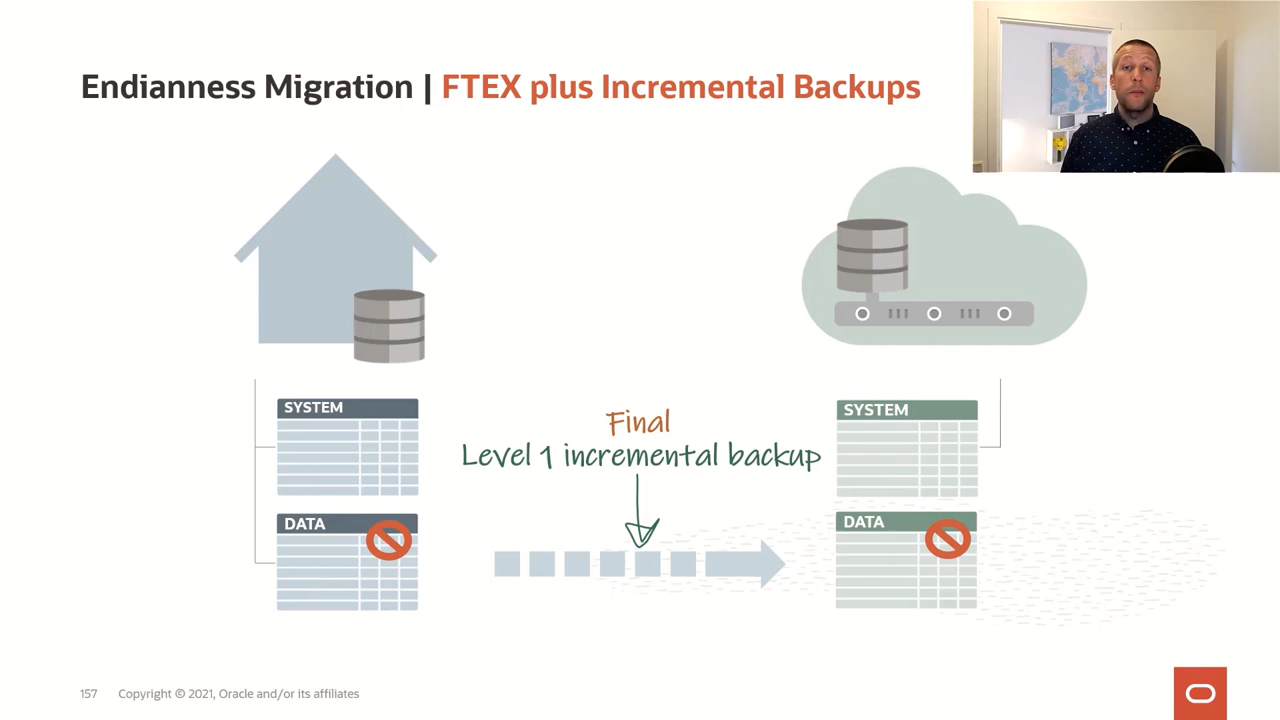 Endianness Migration | FTEX plus Incremental Backups
SYSTEM
DATA
Final
Level 1 incremental backup
SYSTEM
DATA
157 Copyright © 2021, Oracle and/or its affiliates